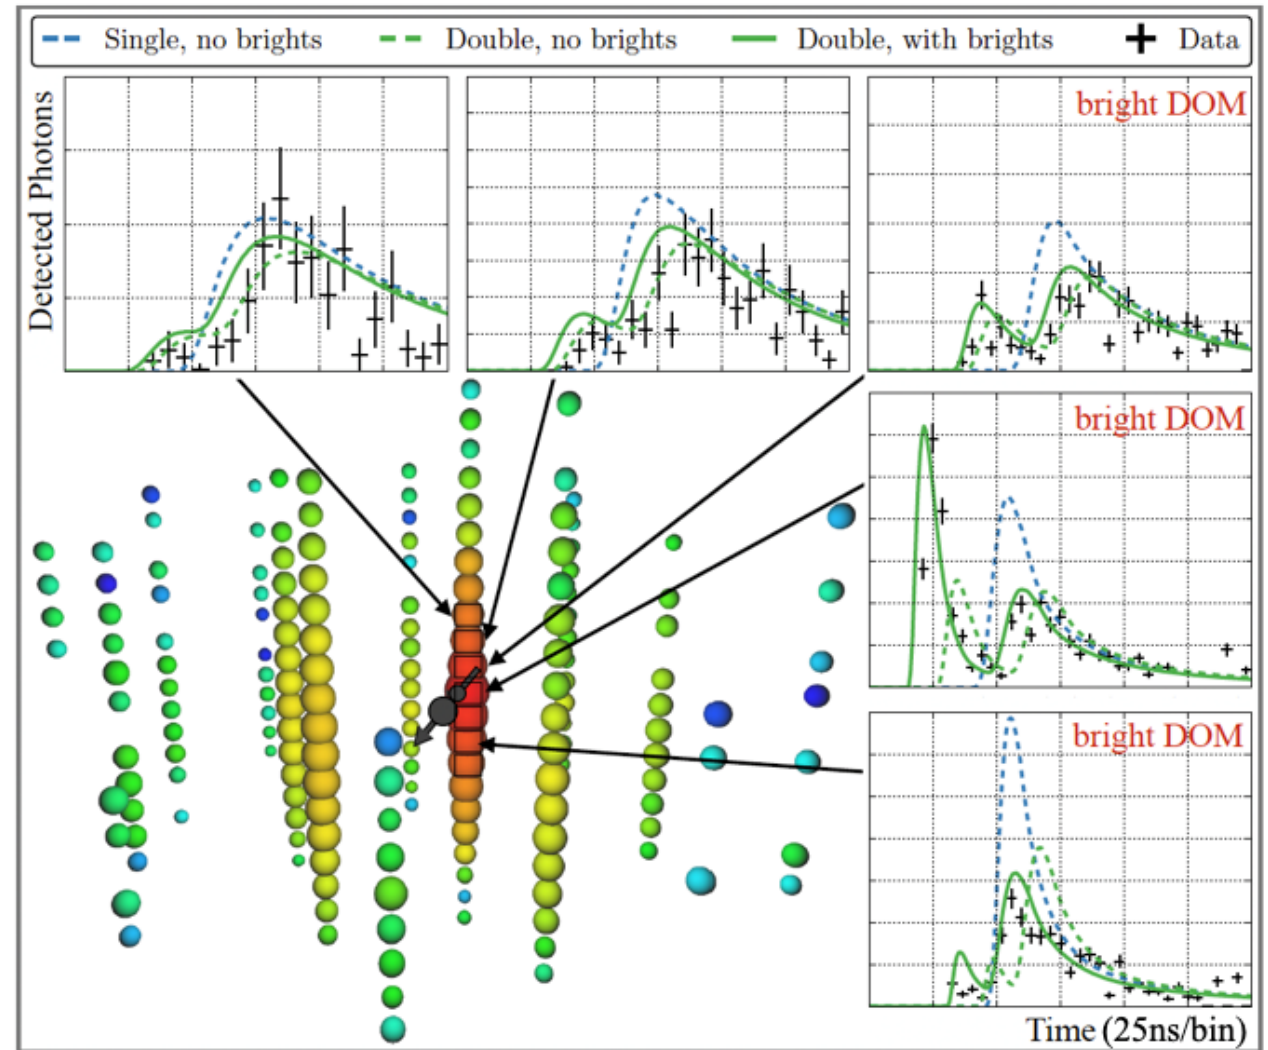 Single, no brights Double, no brights Double, with brights Data
Detected Photons
bright DOM
bright DOM
bright DOM
Time (25ns/bin)